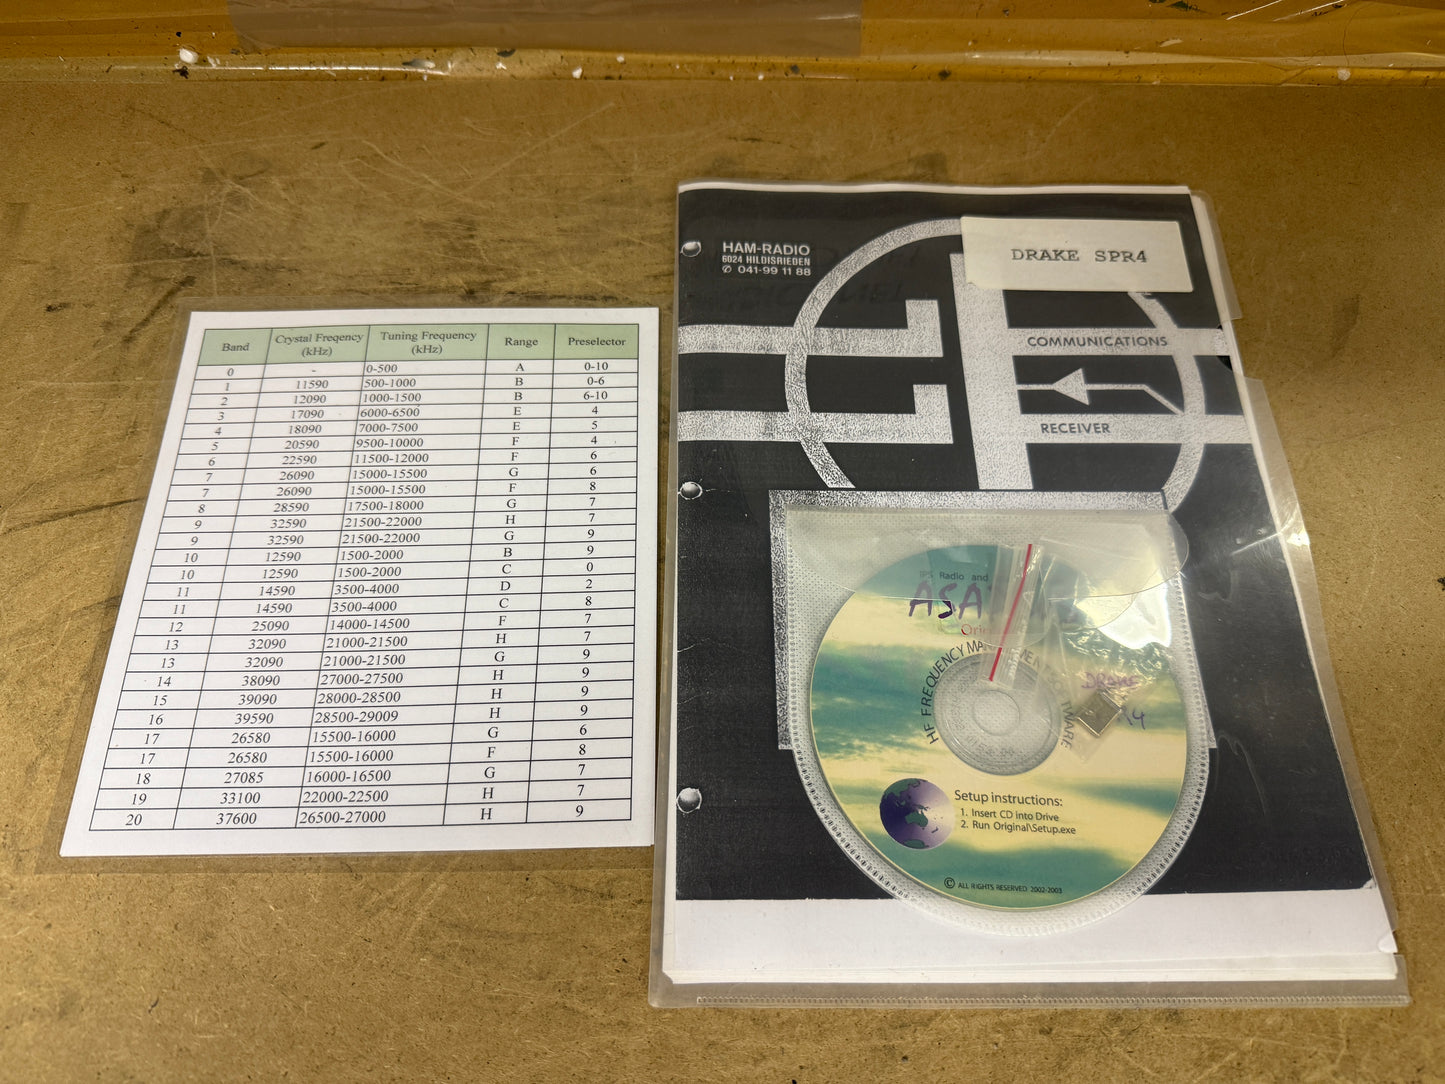 Band Crystal Freqency (kHz) Tuning Frequency (kHz) Range Preselector
0 - 0-500 A 0-10
1 11590 500-1000 B 0-6
2 12090 1000-1500 B 6-10
3 17090 6000-6500 E 4
4 18090 7000-7500 E 5
5 20590 9500-10000 F 4
6 22590 11500-12000 F 6
7 26090 15000-15500 G 6
7 26090 15000-15500 F 8
8 28590 17500-18000 G 7
9 32590 21500-22000 H 7
9 32590 21500-22000 G 9
10 12590 1500-2000 B 9
10 12590 1500-2000 C 0
11 14590 3500-4000 D 2
11 14590 3500-4000 C 8
12 25090 14000-14500 F 7
13 32090 21000-21500 H 7
13 32090 21000-21500 G 9
14 38090 27000-27500 H 9
15 39090 28000-28500 H 9
16 39590 28500-29009 H 9
17 26580 15500-16000 G 6
17 26580 15500-16000 F 8
18 27085 16000-16500 G 7
19 33100 22000-22500 H 7
20 37600 26500-27000 H 9
HAM-RADIO
6024 HILDISRIEDEN
✆ 041-99 11 88
DRAKE SPR4
COMMUNICATIONS
RECEIVER
IPS Radio and
HF FREQUENCY
DRAKE
Setup instructions:
1. Insert CD into Drive
2. Run Original\Setup.exe
© ALL RIGHTS RESERVED 2002-2003